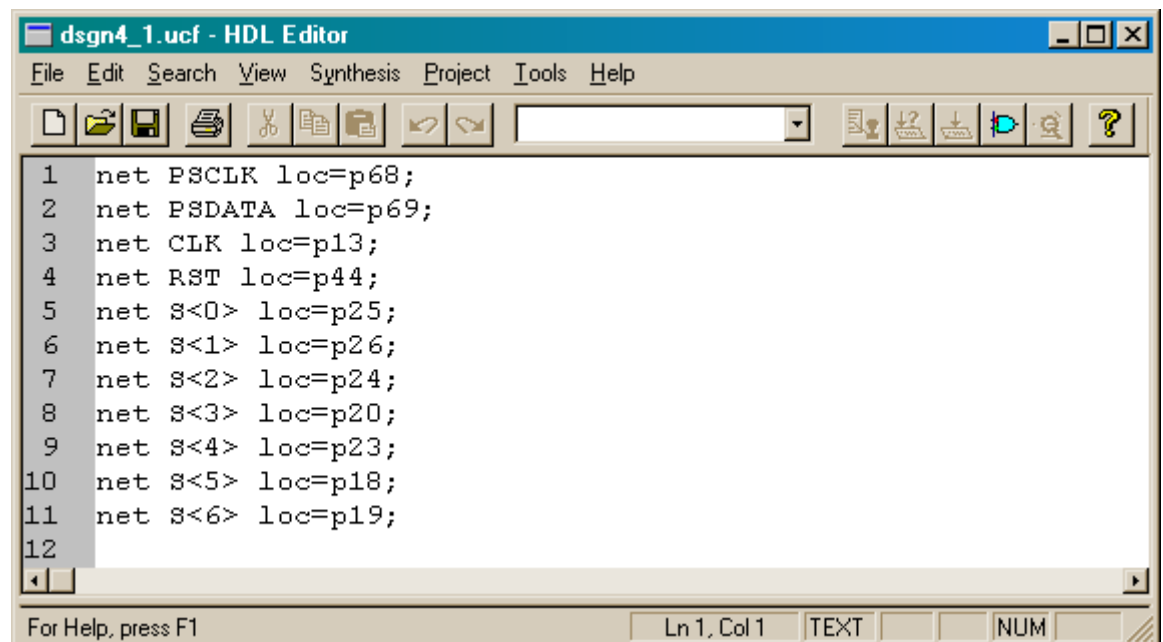 dsgn4_1.ucf - HDL Editor
File Edit Search View Synthesis Project Tools Help
1 net PSCLK loc=p68;
2 net PSDATA loc=p69;
3 net CLK loc=p13;
4 net RST loc=p44;
5 net S<0> loc=p25;
6 net S<1> loc=p26;
7 net S<2> loc=p24;
8 net S<3> loc=p20;
9 net S<4> loc=p23;
10 net S<5> loc=p18;
11 net S<6> loc=p19;
12
For Help, press F1 Ln 1, Col 1 TEXT NUM